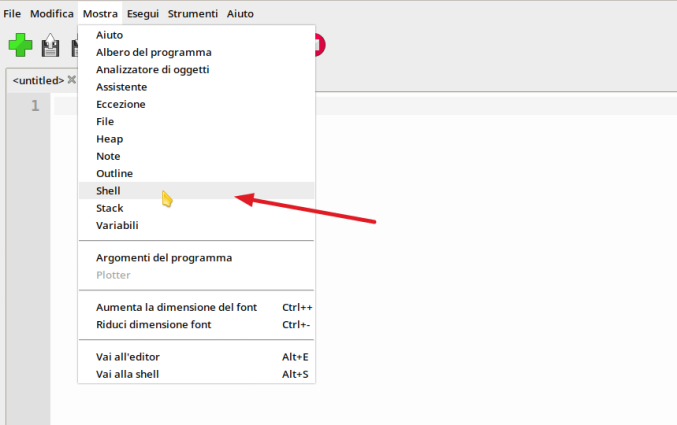 File Modifica Mostra Esegui Strumenti Aiuto
<untitled>
1
Aiuto
Albero del programma
Analizzatore di oggetti
Assistente
Eccezione
File
Heap
Note
Outline
Shell
Stack
Variabili
Argomenti del programma
Plotter
Aumenta la dimensione del font Ctrl++
Riduci dimensione font Ctrl+-
Vai all'editor Alt+E
Vai alla shell Alt+S